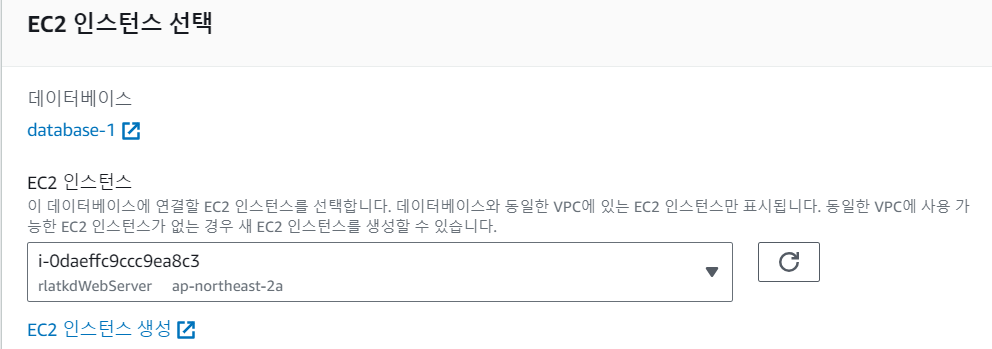 EC2 인스턴스 선택
데이터베이스
database-1
EC2 인스턴스
이 데이터베이스에 연결할 EC2 인스턴스를 선택합니다. 데이터베이스와 동일한 VPC에 있는 EC2 인스턴스만 표시됩니다. 동일한 VPC에 사용 가
능한 EC2 인스턴스가 없는 경우 새 EC2 인스턴스를 생성할 수 있습니다.
i-0daeffc9ccc9ea8c3
rlatkdWebServer ap-northeast-2a
EC2 인스턴스 생성